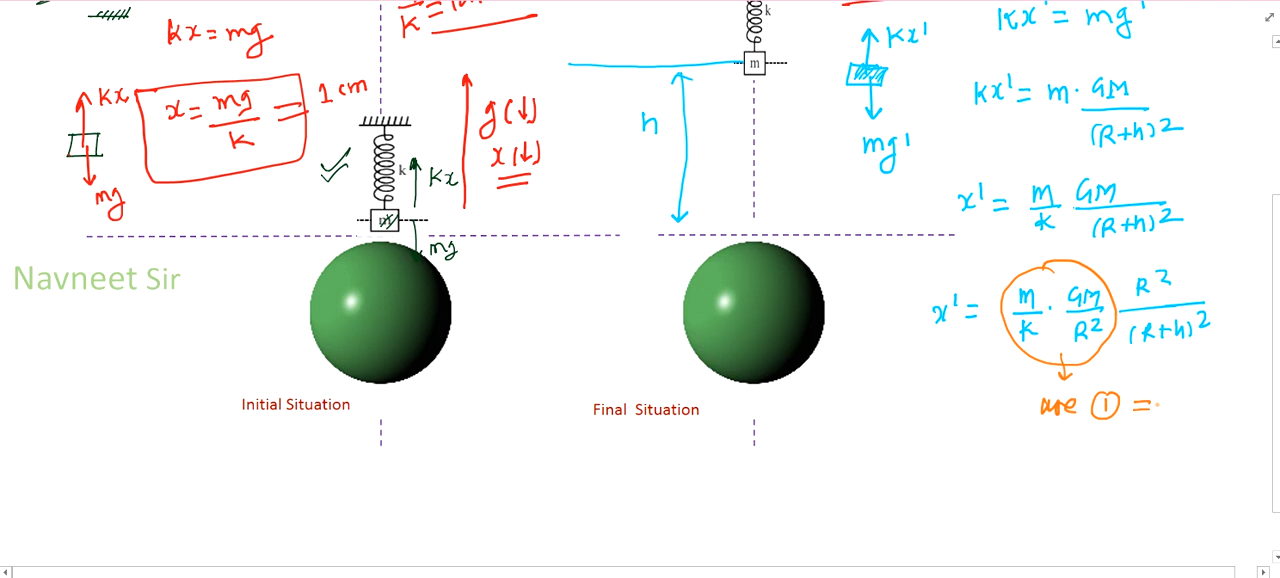 kx = mg
x = mg/k = 1 cm
kx
mg
g(↓)
x(↓)
k
kx
m
mg
Navneet Sir
Initial Situation
k
m
h
Final Situation
kx'
mg'
kx' = mg'
kx' = m · GM/(R+h)²
x' = m/k GM/(R+h)²
x' = m/k · GM/R² R²/(R+h)²
① =